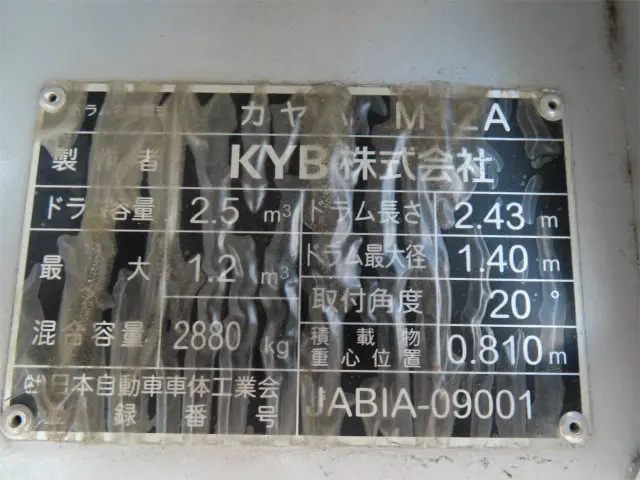 カヤ M 2A
製 者 KYB株式会社
ドラ 容量 2.5 m³ ドラム長さ 2.43 m
最 大 1.2 m³ ドラム最大径 1.40 m
取付角度 20°
混合容量 2880 kg 積載物重心位置 0.810m
日本自動車車体工業会 JABIA-09001
録番号